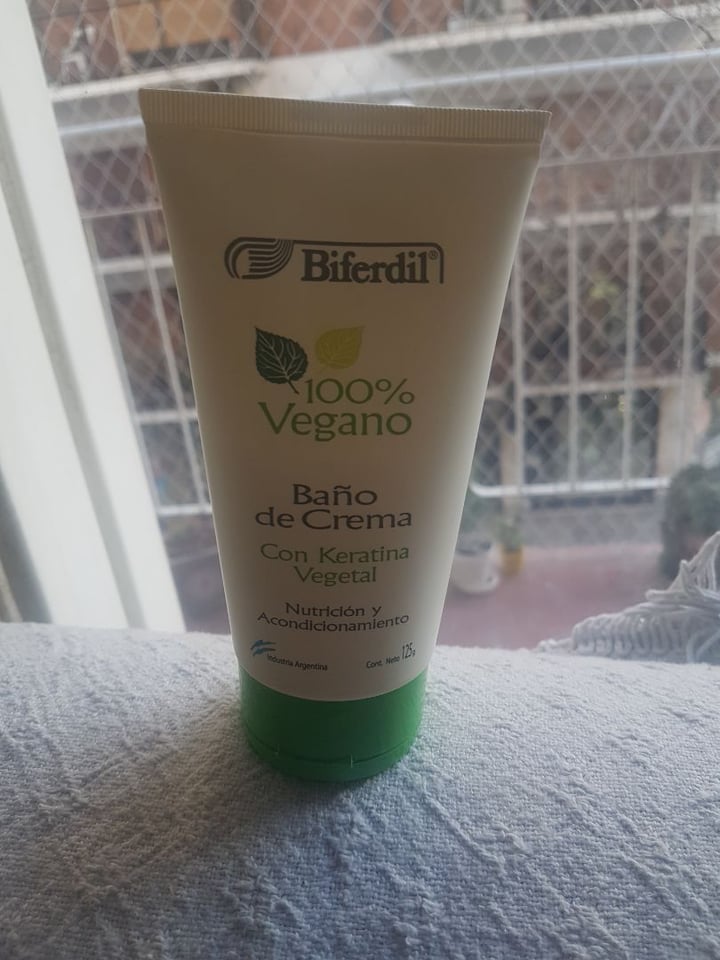 Biferdil®
100%
Vegano
Baño
de Crema
Con Keratina
Vegetal
Nutrición y
Acondicionamiento
Industria Argentina
Cont. Neto 125g